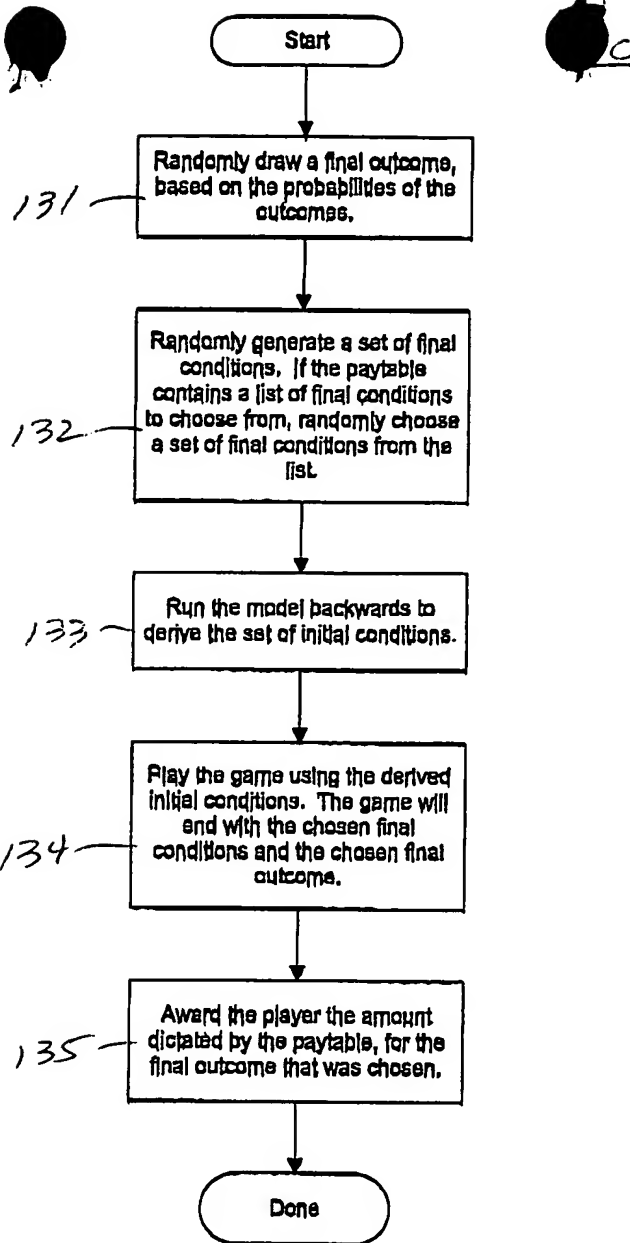 Start
Randomly draw a final outcome,
based on the probabilities of the
outcomes.
131
Randomly generate a set of final
conditions. If the paytable
contains a list of final conditions
to choose from, randomly choose
a set of final conditions from the
list.
132
Run the model backwards to
derive the set of initial conditions.
133
Play the game using the derived
initial conditions. The game will
end with the chosen final
conditions and the chosen final
outcome.
134
Award the player the amount
dictated by the paytable, for the
final outcome that was chosen.
135
Done